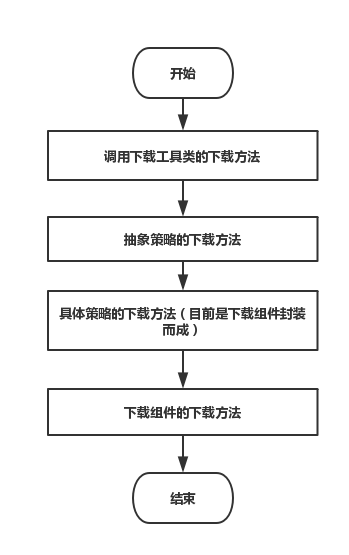 开始
调用下载工具类的下载方法
抽象策略的下载方法
具体策略的下载方法（目前是下载组件封装
而成）
下载组件的下载方法
结束